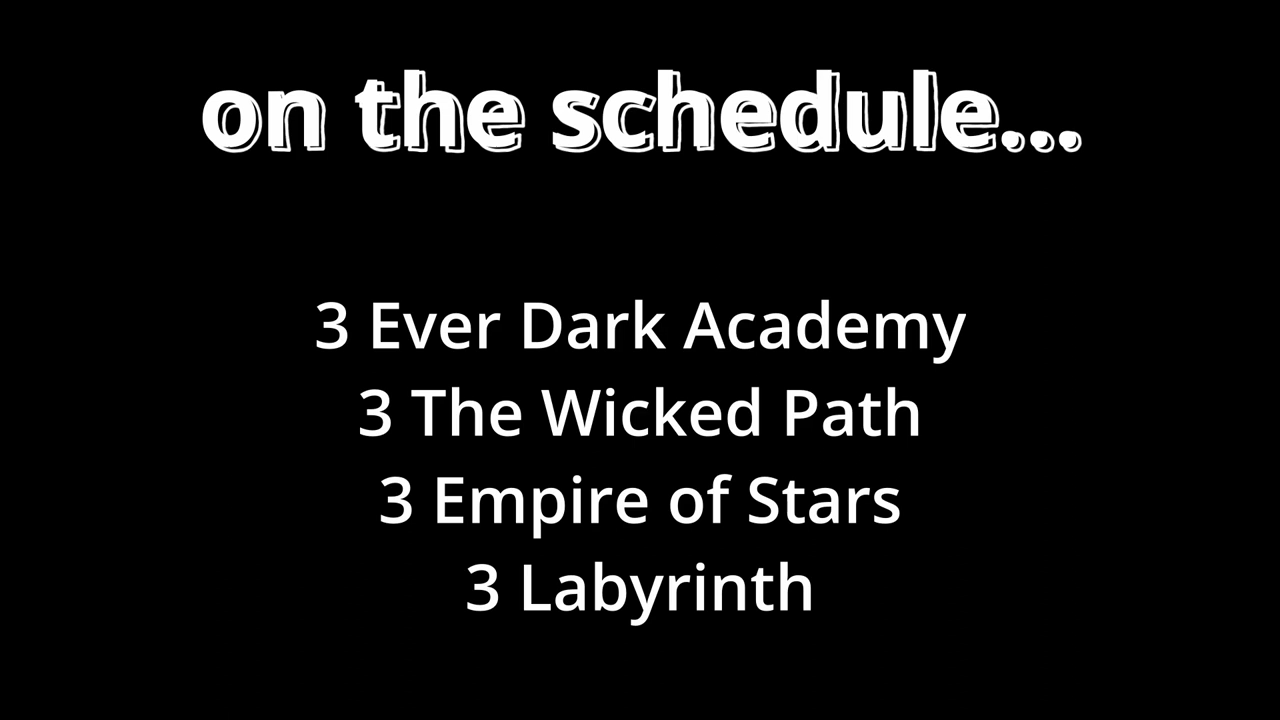 on the schedule...
3 Ever Dark Academy
3 The Wicked Path
3 Empire of Stars
3 Labyrinth